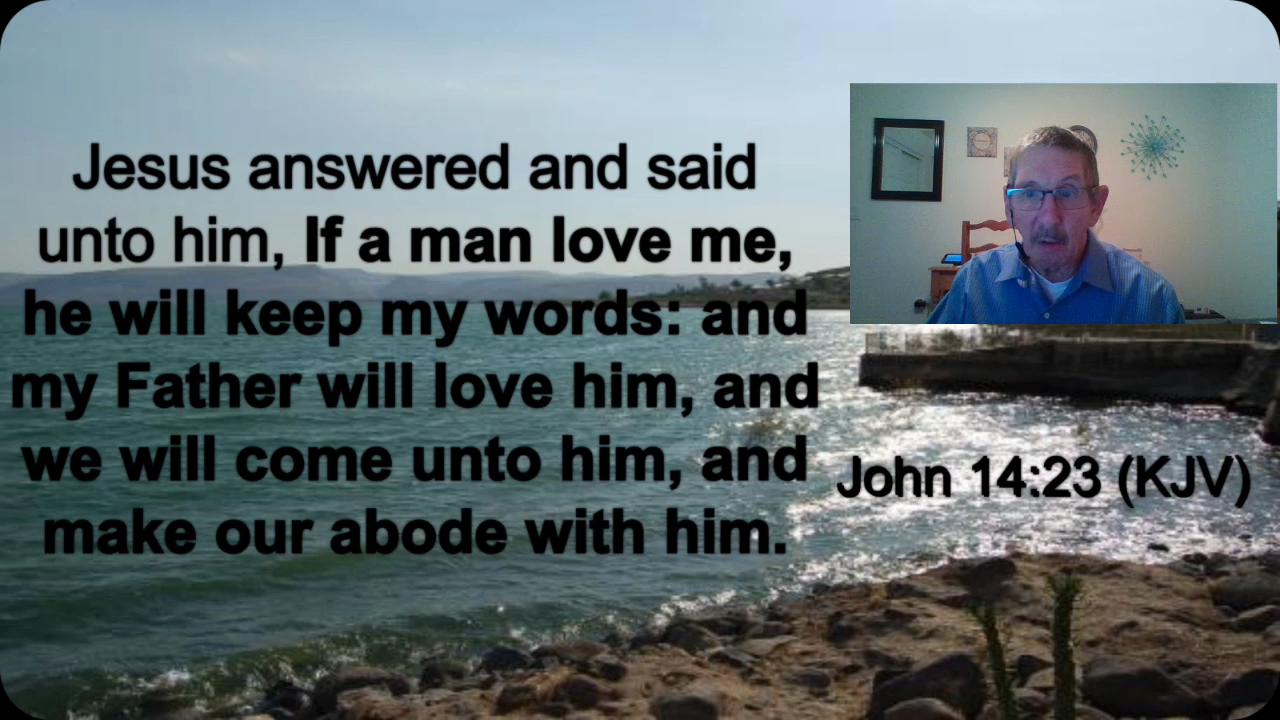 Jesus answered and said
unto him, If a man love me,
he will keep my words: and
my Father will love him, and
we will come unto him, and
make our abode with him.
John 14:23 (KJV)